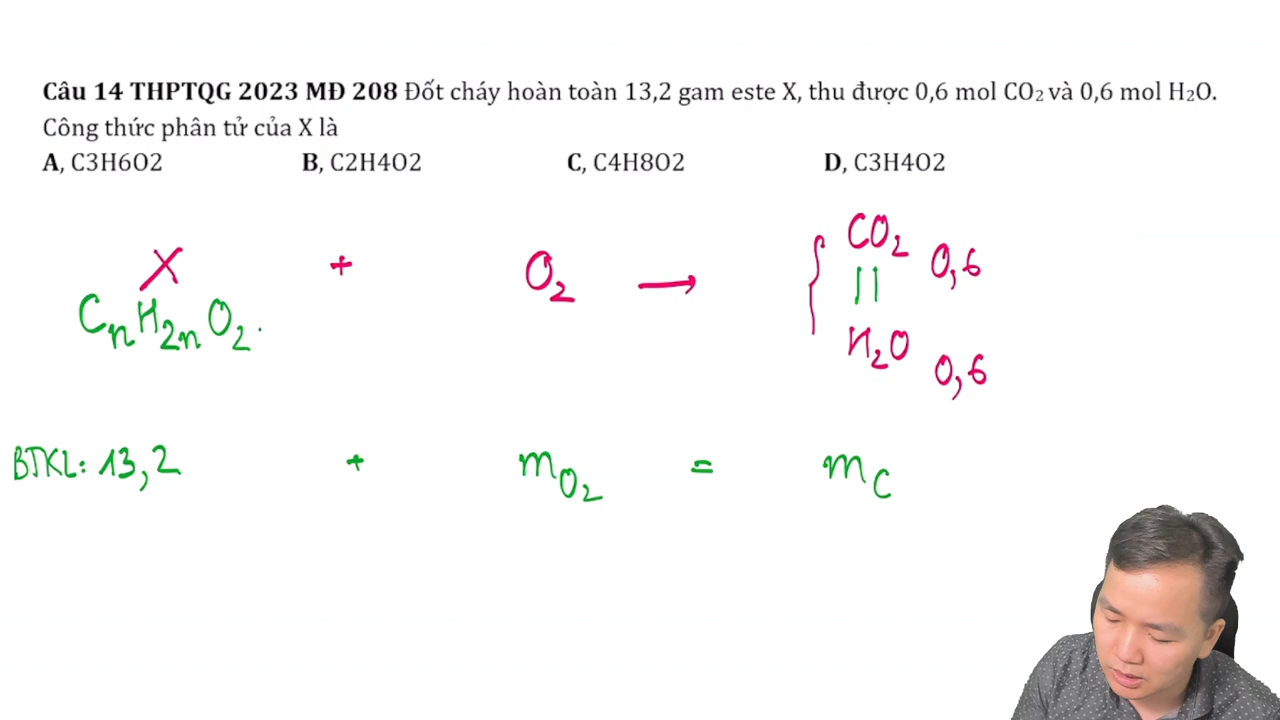 Câu 14 THPTQG 2023 MĐ 208 Đốt cháy hoàn toàn 13,2 gam este X, thu được 0,6 mol CO₂ và 0,6 mol H₂O.
Công thức phân tử của X là
A, C3H6O2 B, C2H4O2 C, C4H8O2 D, C3H4O2
X + O₂ → { CO₂ 0,6
CₙH₂ₙO₂ ||
H₂O 0,6
BTKL: 13,2 + m O₂ = m C